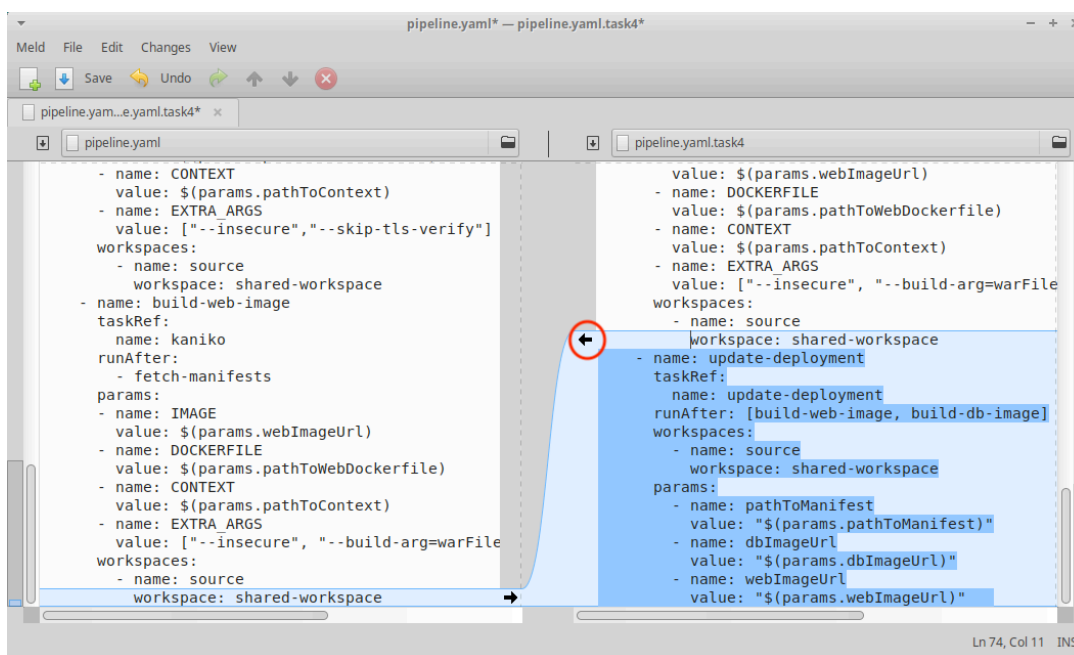 pipeline.yaml* — pipeline.yaml.task4*
Meld File Edit Changes View
Save Undo
pipeline.yam...e.yaml.task4* ×
pipeline.yaml
pipeline.yaml.task4
- name: CONTEXT
value: $(params.pathToContext)
- name: EXTRA_ARGS
value: ["--insecure","--skip-tls-verify"]
workspaces:
- name: source
workspace: shared-workspace
- name: build-web-image
taskRef:
name: kaniko
runAfter:
- fetch-manifests
params:
- name: IMAGE
value: $(params.webImageUrl)
- name: DOCKERFILE
value: $(params.pathToWebDockerfile)
- name: CONTEXT
value: $(params.pathToContext)
- name: EXTRA_ARGS
value: ["--insecure", "--build-arg=warFile
workspaces:
- name: source
workspace: shared-workspace
value: $(params.webImageUrl)
- name: DOCKERFILE
value: $(params.pathToWebDockerfile)
- name: CONTEXT
value: $(params.pathToContext)
- name: EXTRA_ARGS
value: ["--insecure", "--build-arg=warFile
workspaces:
- name: source
workspace: shared-workspace
- name: update-deployment
taskRef:
name: update-deployment
runAfter: [build-web-image, build-db-image]
workspaces:
- name: source
workspace: shared-workspace
params:
- name: pathToManifest
value: "$(params.pathToManifest)"
- name: dbImageUrl
value: "$(params.dbImageUrl)"
- name: webImageUrl
value: "$(params.webImageUrl)"
Ln 74, Col 11 INS